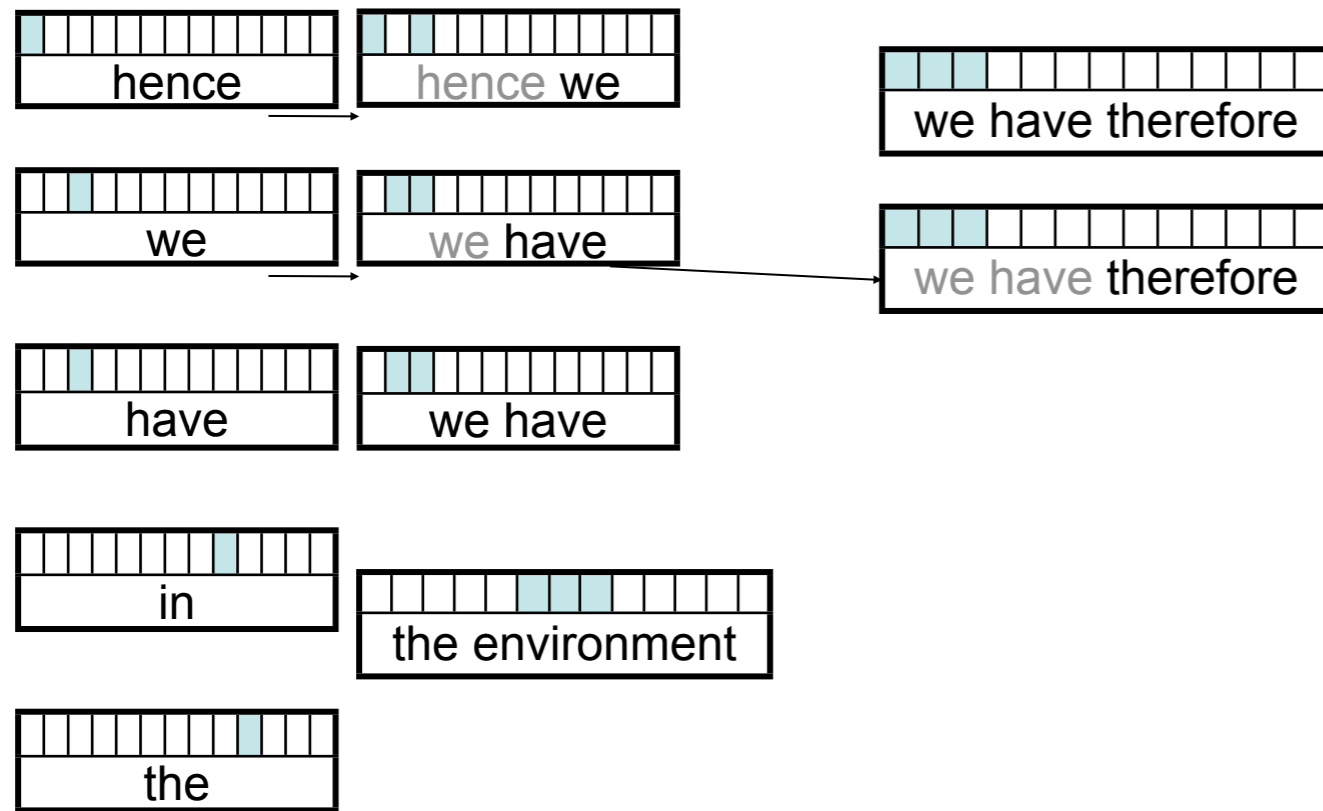 hence
hence we
we have therefore
we
we have
we have therefore
have
we have
in
the environment
the